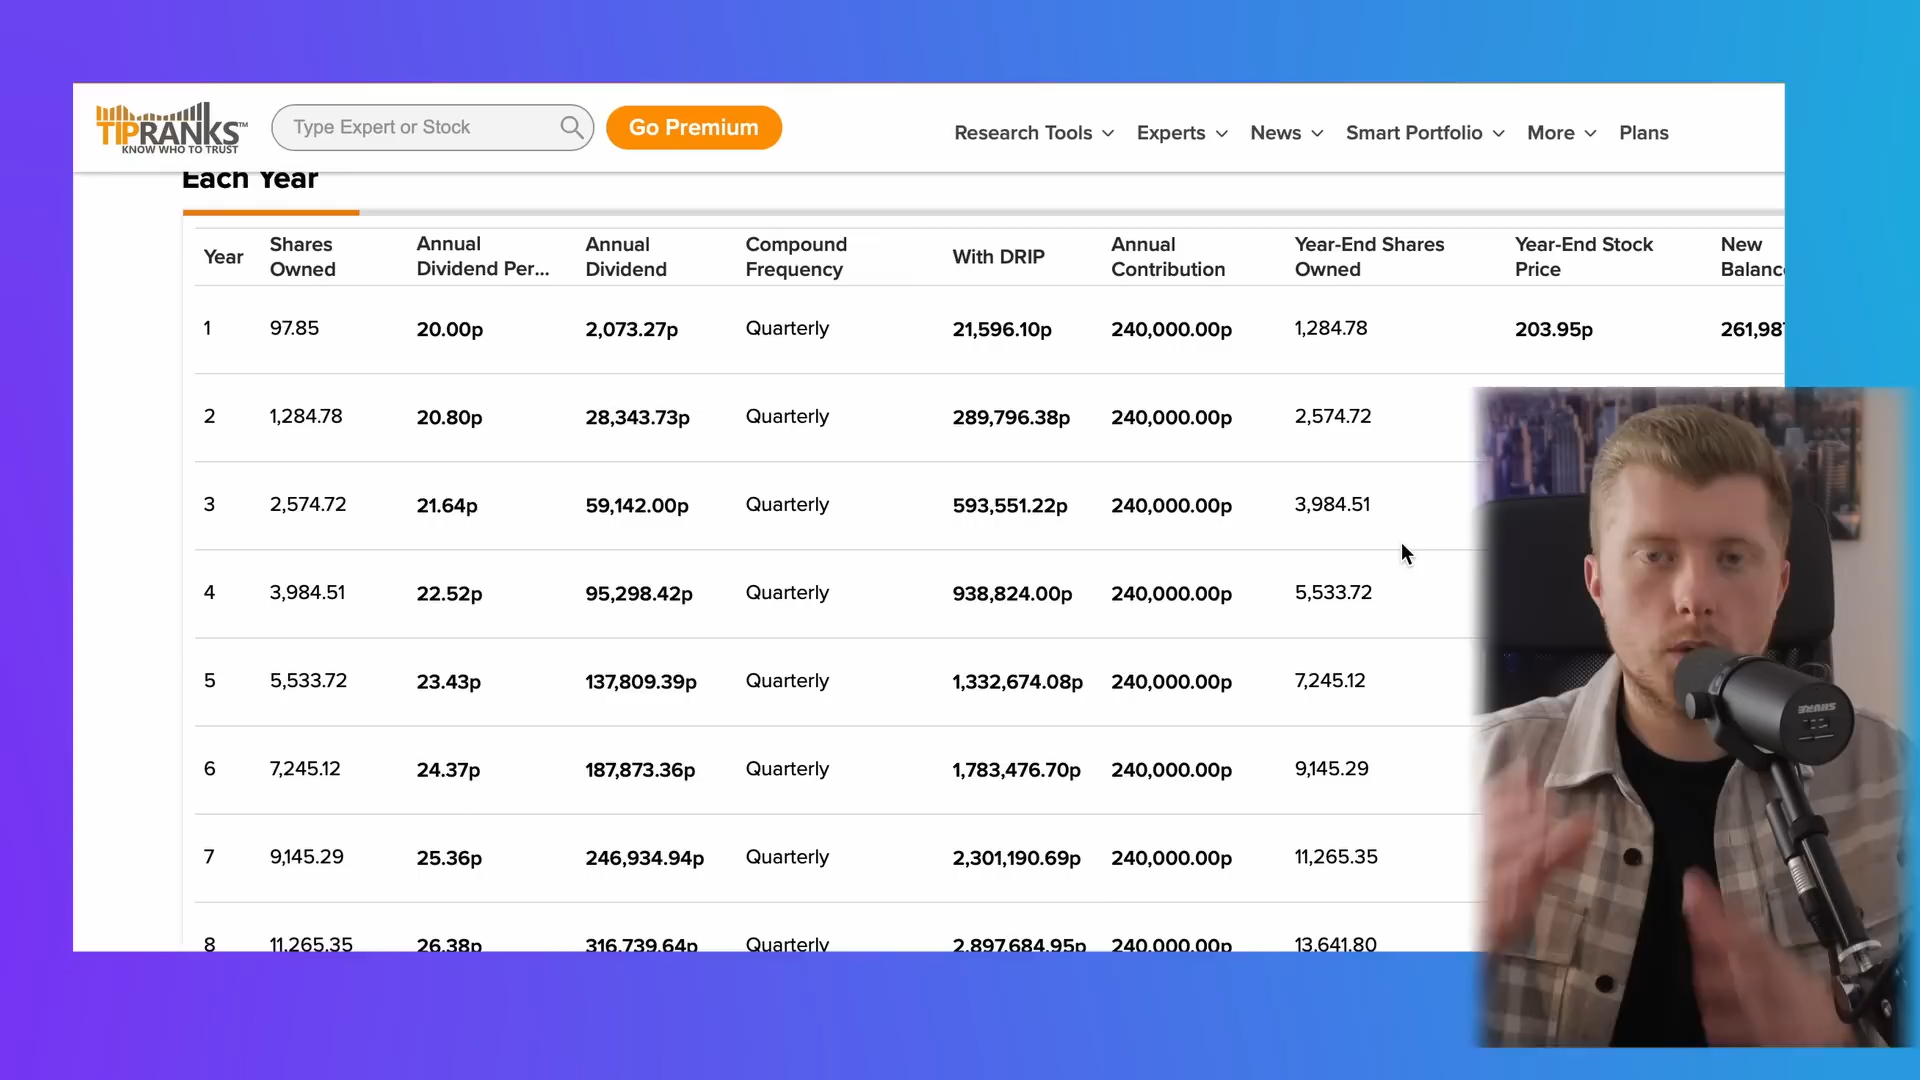 TIPRANKS™
KNOW WHO TO TRUST
Type Expert or Stock
Go Premium
Research Tools
Experts
News
Smart Portfolio
More
Plans
Each Year
Year
Shares Owned
Annual Dividend Per...
Annual Dividend
Compound Frequency
With DRIP
Annual Contribution
Year-End Shares Owned
Year-End Stock Price
New Balance
1 97.85 20.00p 2,073.27p Quarterly 21,596.10p 240,000.00p 1,284.78 203.95p 261,98
2 1,284.78 20.80p 28,343.73p Quarterly 289,796.38p 240,000.00p 2,574.72
3 2,574.72 21.64p 59,142.00p Quarterly 593,551.22p 240,000.00p 3,984.51
4 3,984.51 22.52p 95,298.42p Quarterly 938,824.00p 240,000.00p 5,533.72
5 5,533.72 23.43p 137,809.39p Quarterly 1,332,674.08p 240,000.00p 7,245.12
6 7,245.12 24.37p 187,873.36p Quarterly 1,783,476.70p 240,000.00p 9,145.29
7 9,145.29 25.36p 246,934.94p Quarterly 2,301,190.69p 240,000.00p 11,265.35
8 11,265.35 26.38p 316,739.64p Quarterly 2,897,684.95p 240,000.00p 13,641.80
SHURE